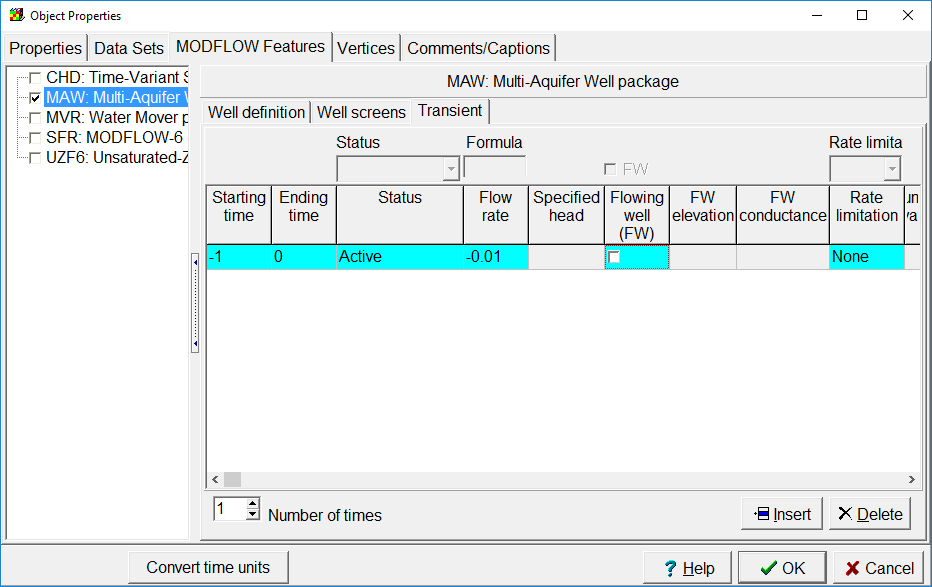 Object Properties
Properties Data Sets MODFLOW Features Vertices Comments/Captions
CHD: Time-Variant S
MAW: Multi-Aquifer
MVR: Water Mover p
SFR: MODFLOW-6
UZF6: Unsaturated-Z
MAW: Multi-Aquifer Well package
Well definition Well screens Transient
Status Formula Rate limita
FW
Starting time Ending time Status Flow rate Specified head Flowing well (FW) FW elevation FW conductance Rate limitation
-1 0 Active -0.01 None
1 Number of times Insert Delete
Convert time units Help OK Cancel